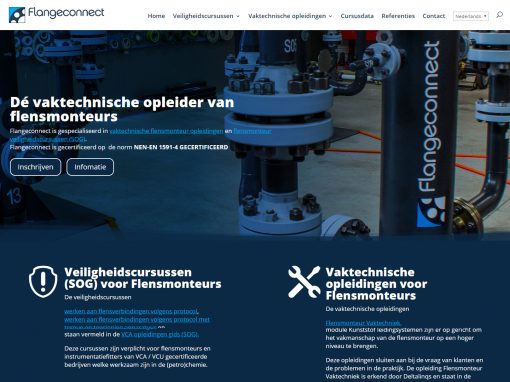 Flangeconnect
Home Veiligheidscursussen Vaktechnische opleidingen Cursusdata Referenties Contact Nederlands
SOS
Dé vaktechnische opleider van
flensmonteurs
Flangeconnect is gespecialiseerd in vaktechnische flensmonteur opleidingen en flensmonteur
veiligheidscursussen (SOG).
Flangeconnect is gecertificeerd op de norm NEN-EN 1591-4 GECERTIFICEERD
Inschrijven Infomatie
Flangeconnect
13
Veiligheidscursussen
(SOG) voor Flensmonteurs
De veiligheidscursussen
werken aan flensverbindingen volgens protocol,
werken aan flensverbindingen volgens protocol met
staan vermeld in de VCA opleidingen gids (SOG).
Deze cursussen zijn verplicht voor flensmonteurs en
instrumentatiefitters van VCA / VCU gecertificeerde
bedrijven welke werkzaam zijn in de (petro)chemie.
Vaktechnische
opleidingen voor
Flensmonteurs
De vaktechnische opleidingen
Flensmonteur Vaktechniek,
module Kunststof leidingsystemen zijn er op gericht om
het vakmanschap van de flensmonteur op een hoger
niveau te brengen.
Deze opleidingen sluiten aan bij de vraag van klanten en
de problemen in de praktijk. De opleiding Flensmonteur
Vaktechniek is erkend door Deltalinqs en staat in de